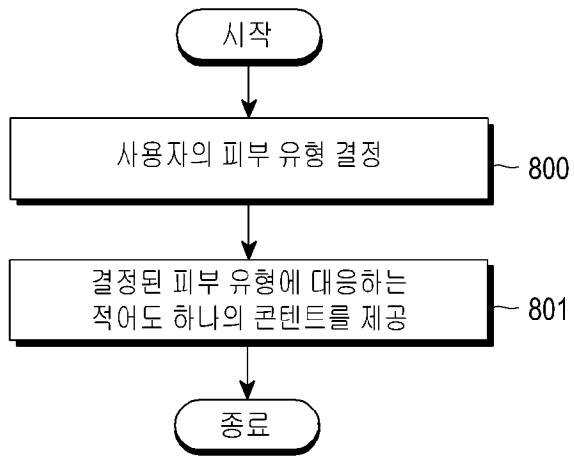 시작
사용자의 피부 유형 결정
800
결정된 피부 유형에 대응하는
적어도 하나의 콘텐트를 제공
801
종료